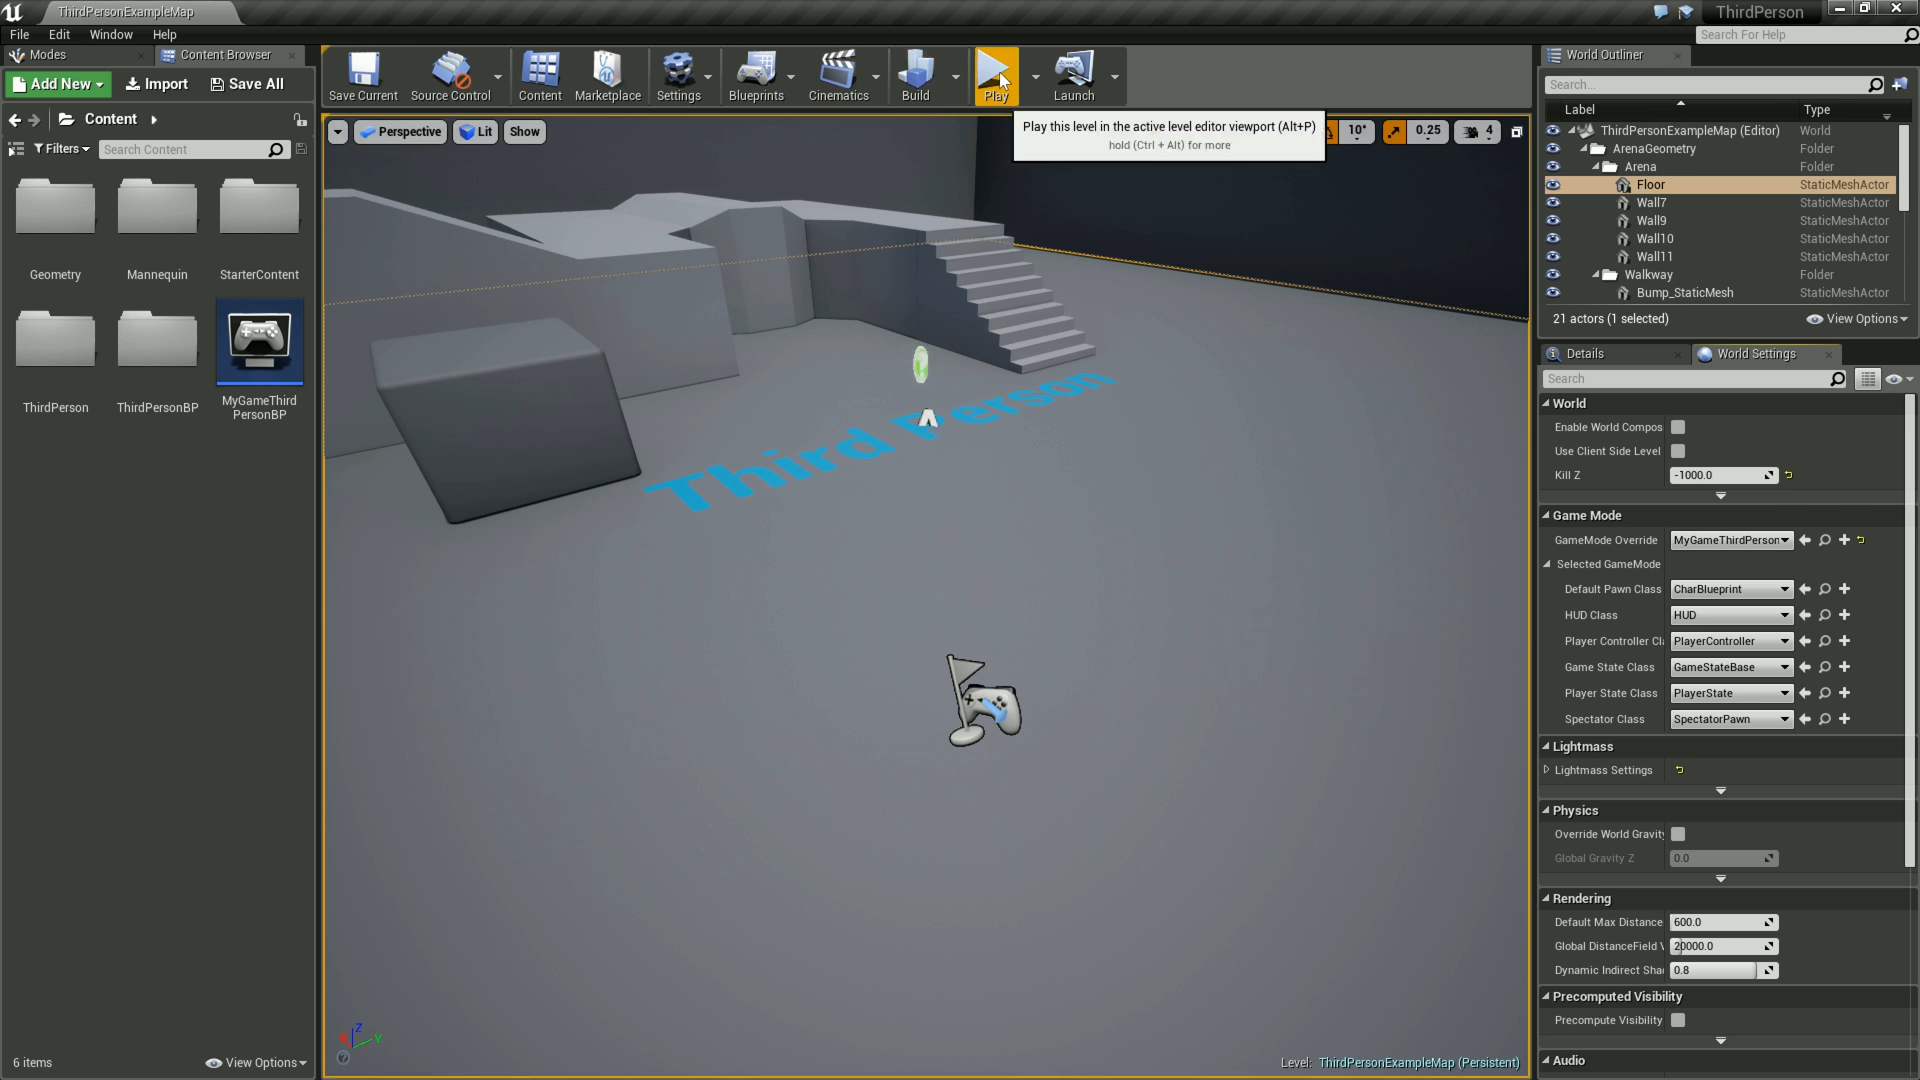 ThirdPersonExampleMap
ThirdPerson
File Edit Window Help
Search For Help
Modes
Content Browser
Add New
Import
Save All
Content
Filters
Search Content
Geometry
Mannequin
StarterContent
ThirdPerson
ThirdPersonBP
MyGameThird
PersonBP
6 items
View Options
Save Current
Source Control
Content
Marketplace
Settings
Blueprints
Cinematics
Build
Play
Launch
Perspective
Lit
Show
Play this level in the active level editor viewport (Alt+P)
hold (Ctrl + Alt) for more
10°
0.25
4
Third Person
Z
Y
Level: ThirdPersonExampleMap (Persistent)
World Outliner
Search...
Label Type
ThirdPersonExampleMap (Editor) World
ArenaGeometry Folder
Arena Folder
Floor StaticMeshActor
Wall7 StaticMeshActor
Wall9 StaticMeshActor
Wall10 StaticMeshActor
Wall11 StaticMeshActor
Walkway Folder
Bump_StaticMesh StaticMeshActor
21 actors (1 selected)
View Options
Details
World Settings
Search
World
Enable World Compos
Use Client Side Level
Kill Z -1000.0
Game Mode
GameMode Override MyGameThirdPerson
Selected GameMode
Default Pawn Class CharBlueprint
HUD Class HUD
Player Controller Cl PlayerController
Game State Class GameStateBase
Player State Class PlayerState
Spectator Class SpectatorPawn
Lightmass
Lightmass Settings
Physics
Override World Gravit
Global Gravity Z 0.0
Rendering
Default Max Distance 600.0
Global DistanceField V 20000.0
Dynamic Indirect Sha 0.8
Precomputed Visibility
Precompute Visibility
Audio